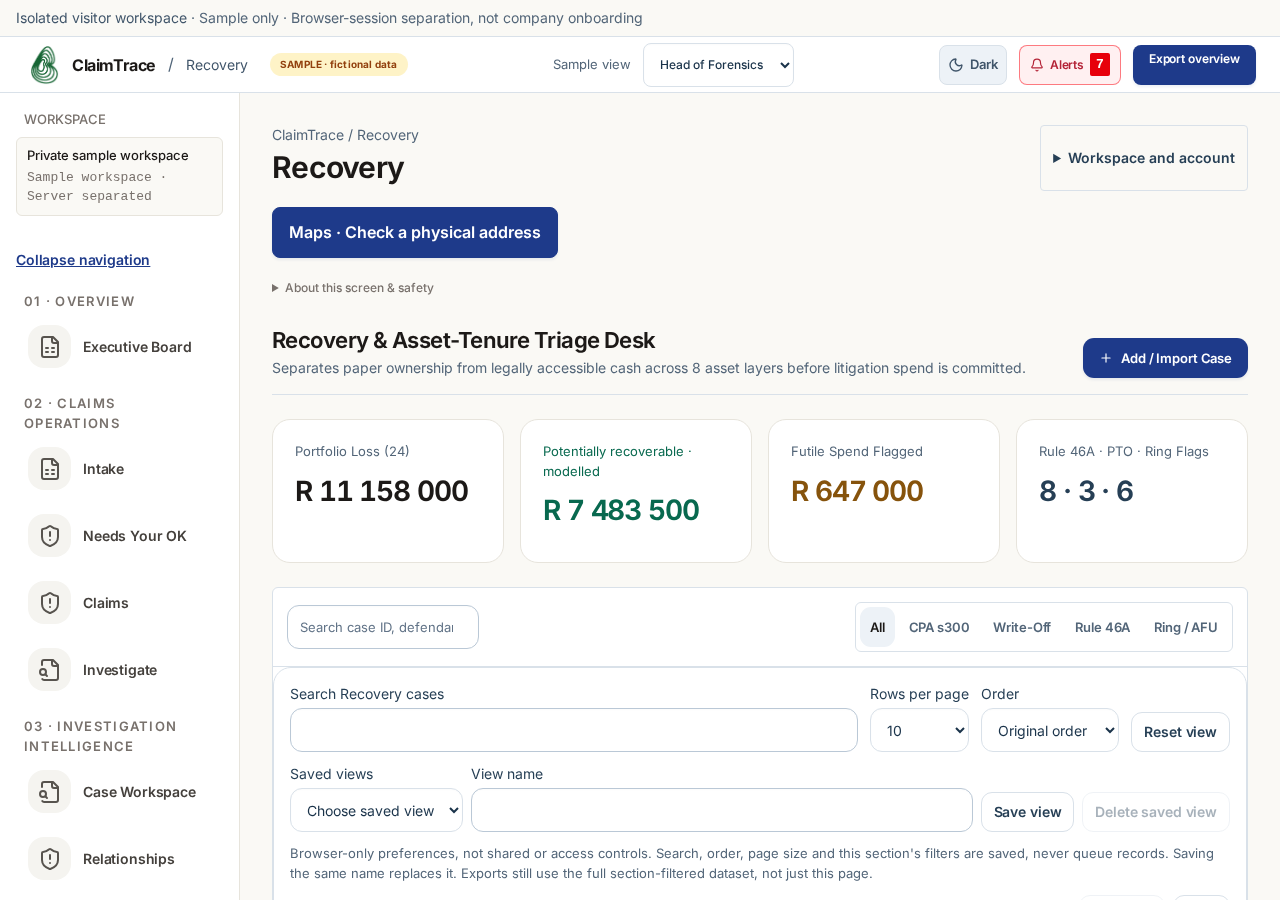 Isolated visitor workspace · Sample only · Browser-session separation, not company onboarding
ClaimTrace / Recovery
SAMPLE · fictional data
Sample view
Head of Forensics
Dark
Alerts 7
Export overview
WORKSPACE
Private sample workspace
Sample workspace ·
Server separated
Collapse navigation
01 · OVERVIEW
Executive Board
02 · CLAIMS
OPERATIONS
Intake
Needs Your OK
Claims
Investigate
03 · INVESTIGATION
INTELLIGENCE
Case Workspace
Relationships
ClaimTrace / Recovery
Recovery
Workspace and account
Maps · Check a physical address
About this screen & safety
Recovery & Asset-Tenure Triage Desk
Separates paper ownership from legally accessible cash across 8 asset layers before litigation spend is committed.
Add / Import Case
Portfolio Loss (24)
R 11 158 000
Potentially recoverable ·
modelled
R 7 483 500
Futile Spend Flagged
R 647 000
Rule 46A · PTO · Ring Flags
8 · 3 · 6
Search case ID, defendar
All
CPA s300
Write-Off
Rule 46A
Ring / AFU
Search Recovery cases
Rows per page
Order
10
Original order
Reset view
Saved views
View name
Choose saved view
Save view
Delete saved view
Browser-only preferences, not shared or access controls. Search, order, page size and this section's filters are saved, never queue records. Saving
the same name replaces it. Exports still use the full section-filtered dataset, not just this page.